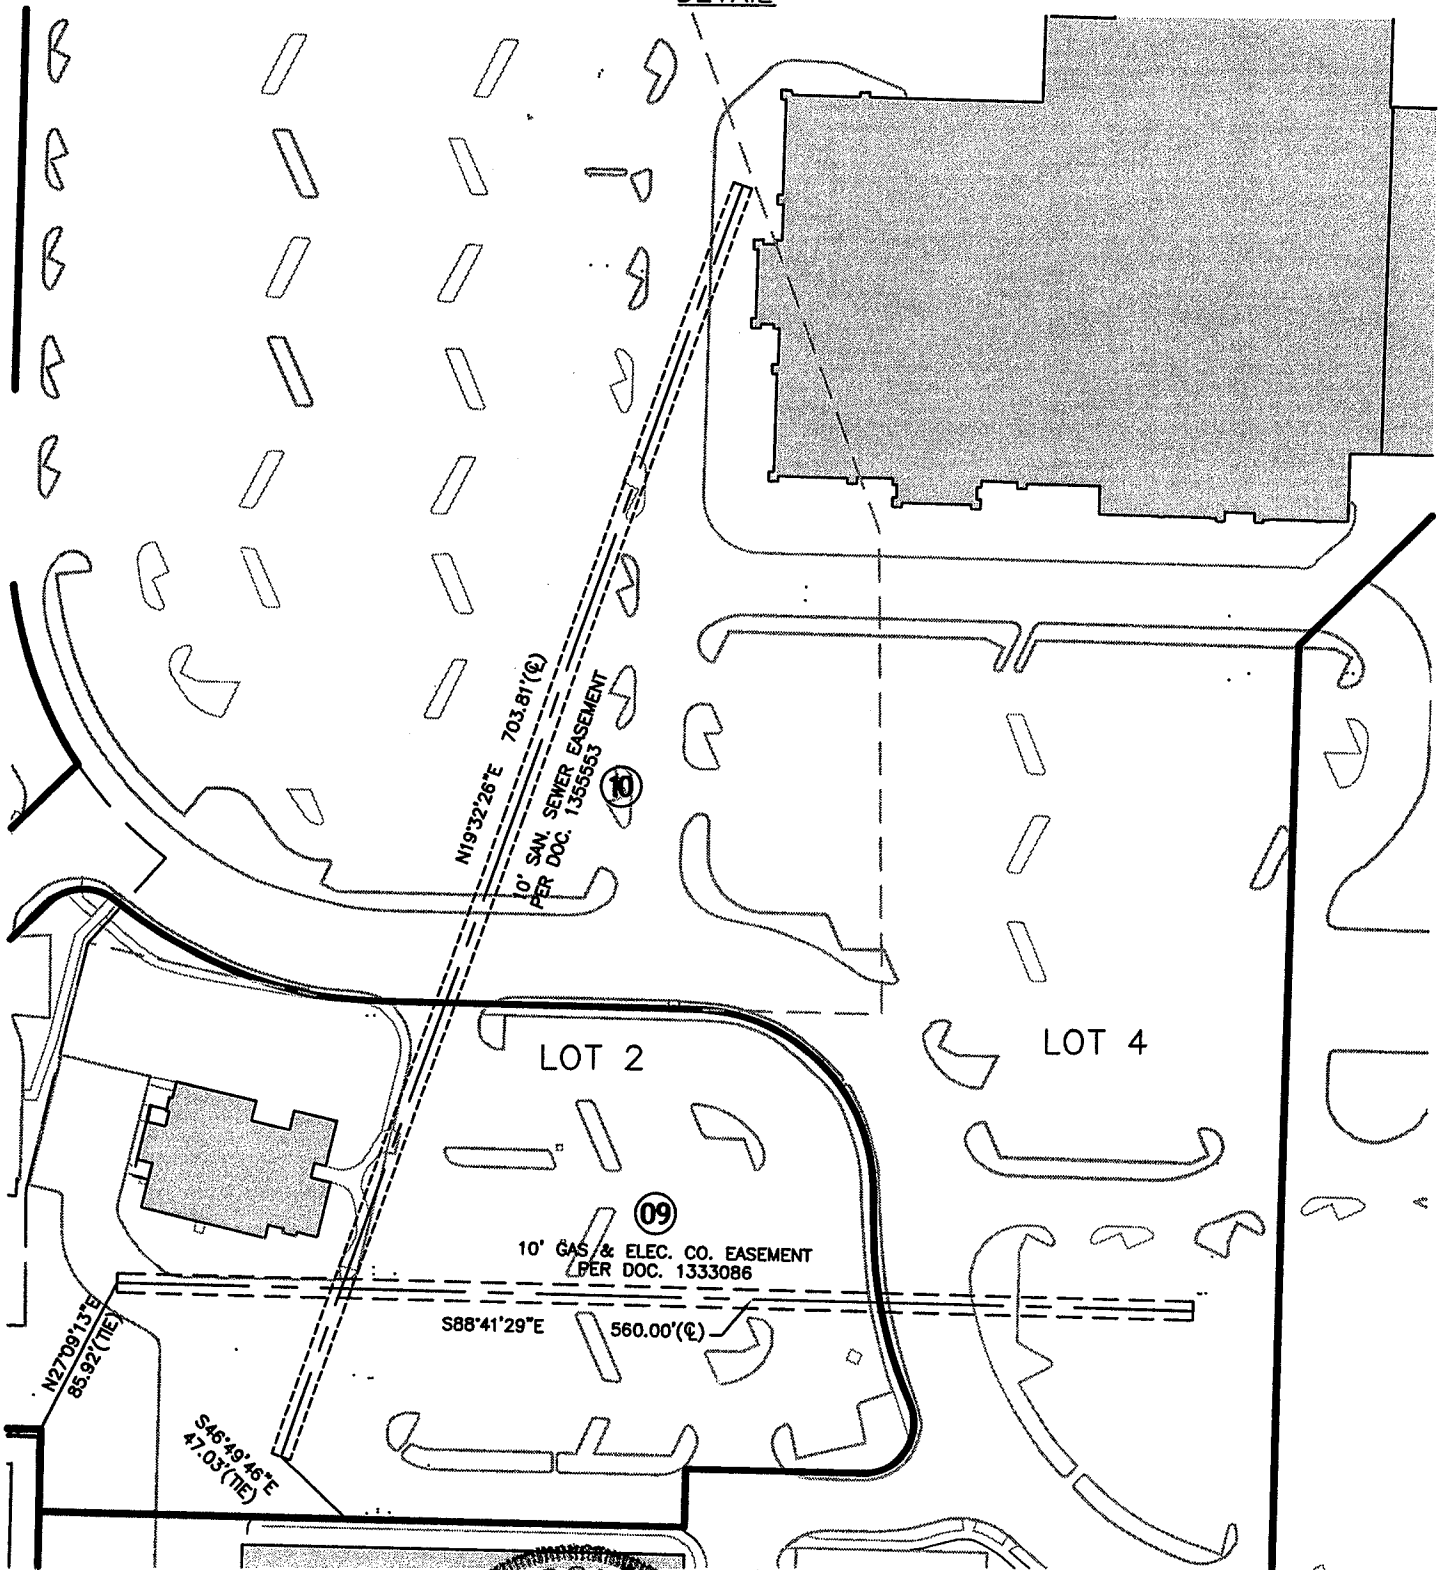 DETAIL
N19°32'26"E 703.81'(℄)
10' SAN. SEWER EASEMENT
PER DOC. 1355553
10
LOT 2
LOT 4
09
10' GAS & ELEC. CO. EASEMENT
PER DOC. 1333086
S88°41'29"E 560.00'(℄)
N27°09'13"E
85.92'(TIE)
S46°49'46"E
47.03'(TIE)